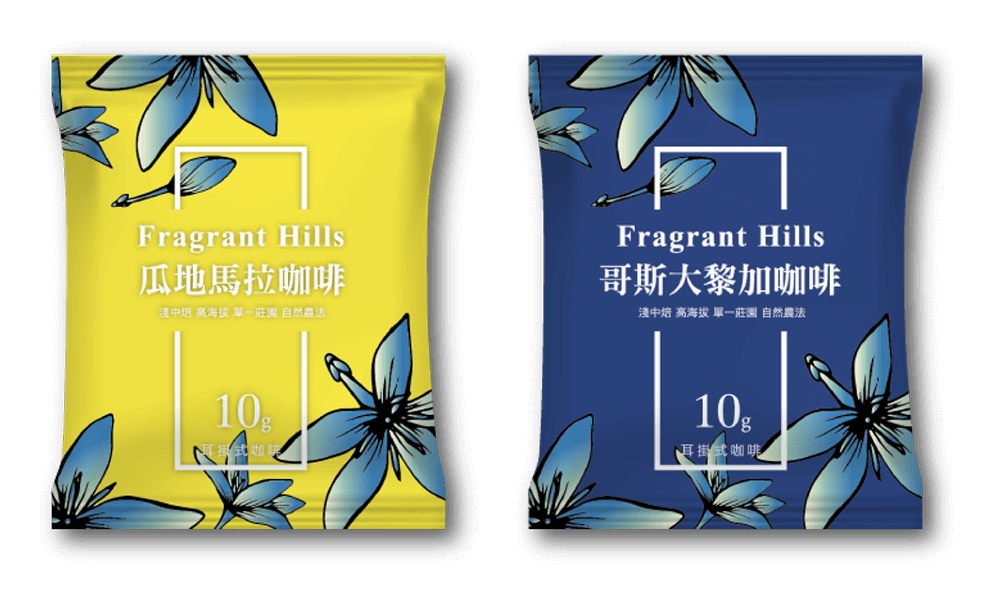 Fragrant Hills
瓜地馬拉咖啡
淺中焙 高海拔 單一莊園 自然農法
10g
耳掛式咖啡
Fragrant Hills
哥斯大黎加咖啡
淺中焙 高海拔 單一莊園 自然農法
10g
耳掛式咖啡